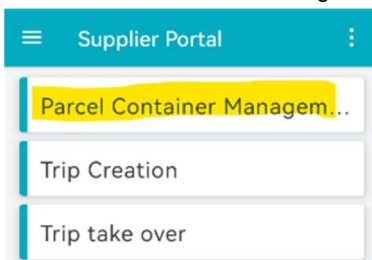 Supplier Portal
Parcel Container Managem...
Trip Creation
Trip take over